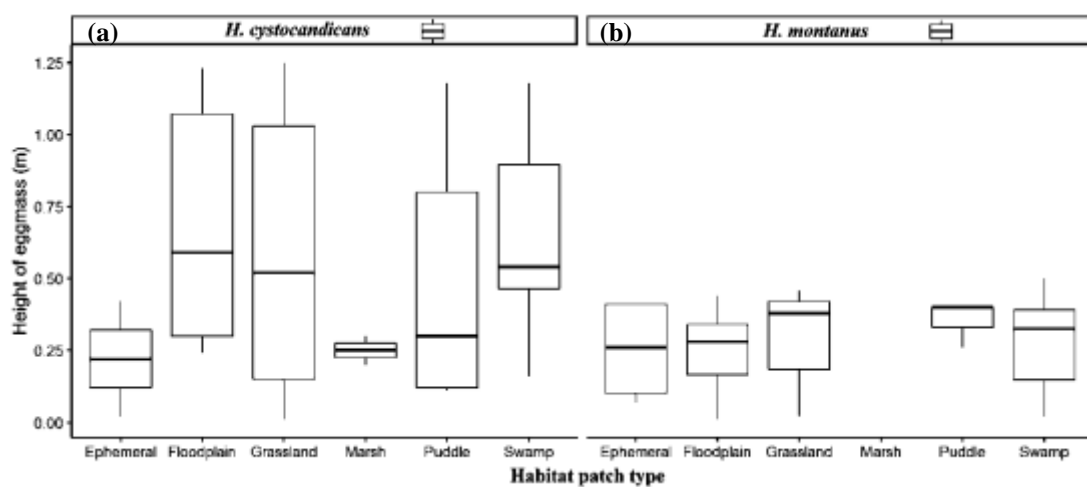 (a) H. cystocandicans
(b) H. montanus
Height of eggmass (m)
1.25
1.00
0.75
0.50
0.25
0.00
Ephemeral Floodplain Grassland Marsh Puddle Swamp
Ephemeral Floodplain Grassland Marsh Puddle Swamp
Habitat patch type